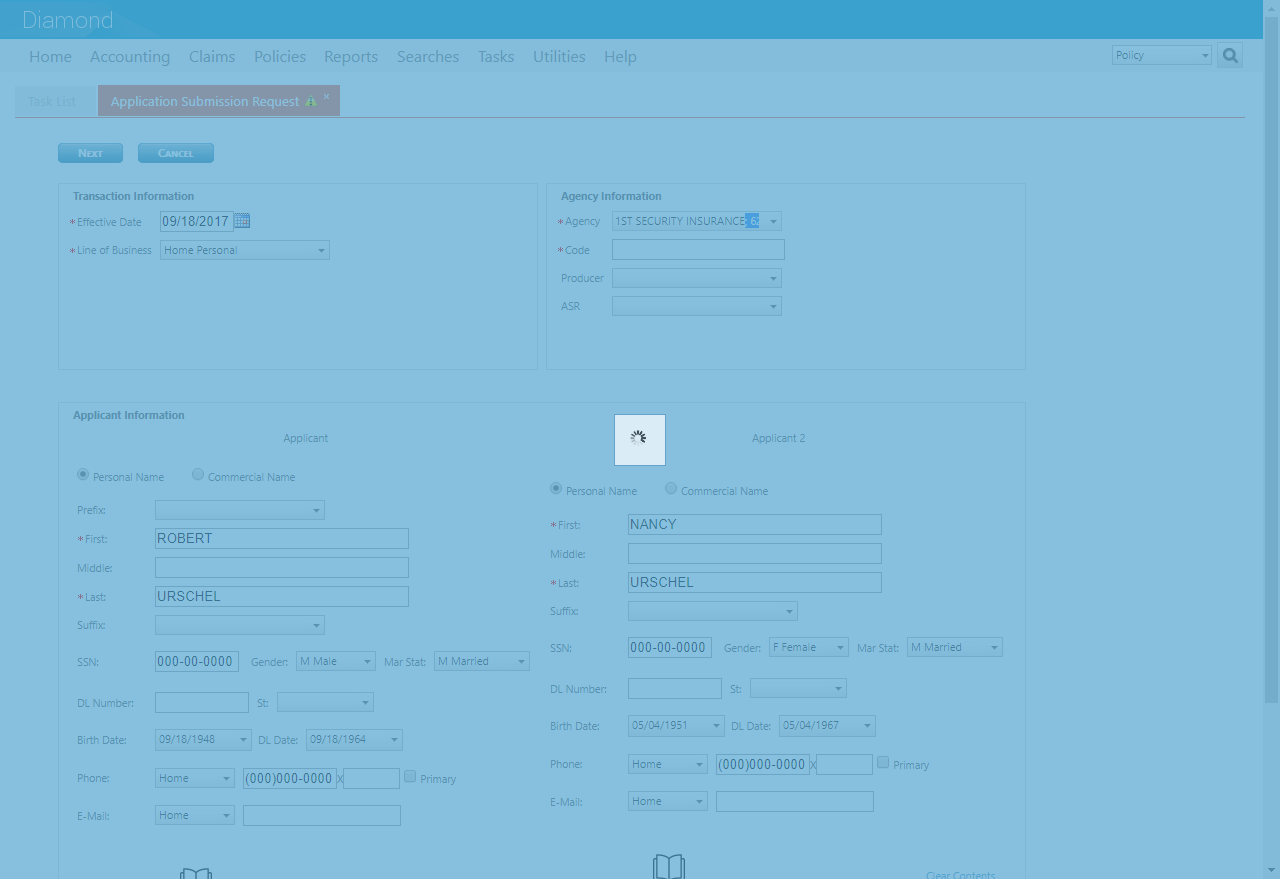 Diamond
Home Accounting Claims Policies Reports Searches Tasks Utilities Help Policy
Task List Application Submission Request ×
NEXT CANCEL
Transaction Information
* Effective Date 09/18/2017
* Line of Business Home Personal
Agency Information
* Agency 1ST SECURITY INSURANCE
* Code
Producer
ASR
Applicant Information
Applicant
Personal Name Commercial Name
Prefix:
* First: ROBERT
Middle:
* Last: URSCHEL
Suffix:
SSN: 000-00-0000 Gender: M Male Mar Stat: M Married
DL Number: St:
Birth Date: 09/18/1948 DL Date: 09/18/1964
Phone: Home (000)000-0000 x Primary
E-Mail: Home
Applicant 2
Personal Name Commercial Name
* First: NANCY
Middle:
* Last: URSCHEL
Suffix:
SSN: 000-00-0000 Gender: F Female Mar Stat: M Married
DL Number: St:
Birth Date: 05/04/1951 DL Date: 05/04/1967
Phone: Home (000)000-0000 x Primary
E-Mail: Home
Clear Contents